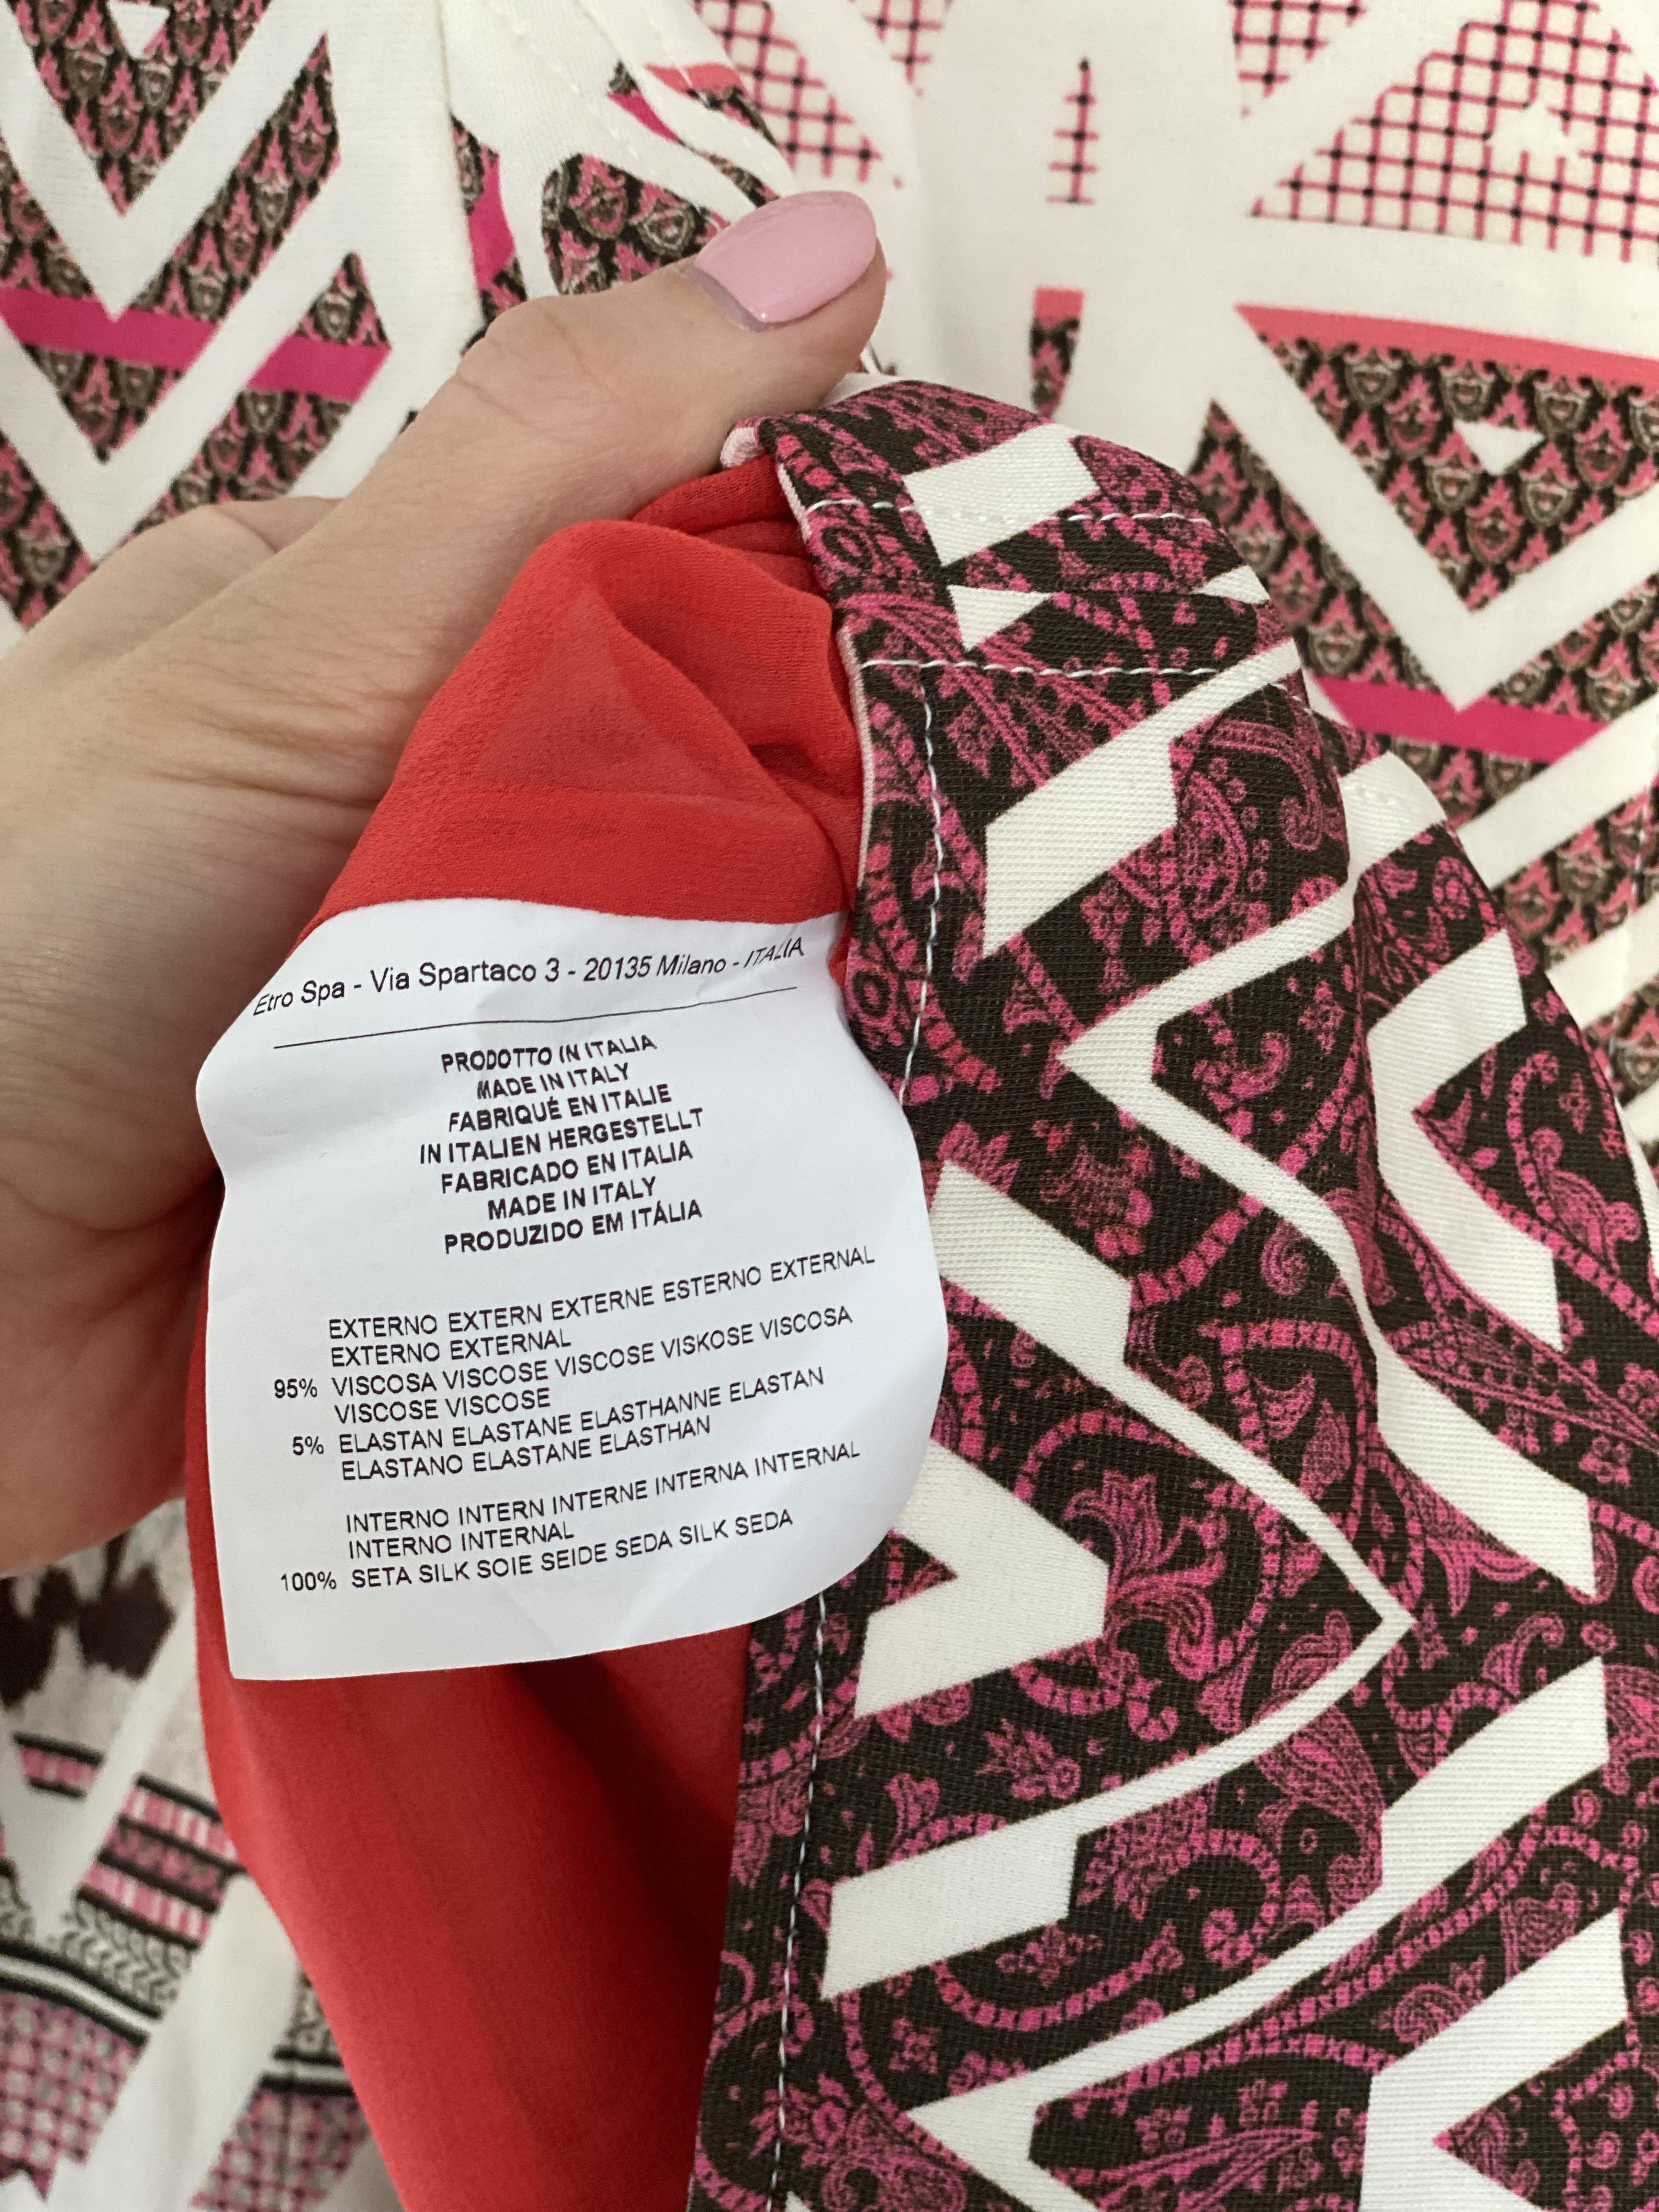 Etro Spa - Via Spartaco 3 - 20135 Milano - ITALIA
PRODOTTO IN ITALIA
MADE IN ITALY
FABRIQUÉ EN ITALIE
IN ITALIEN HERGESTELLT
FABRICADO EN ITALIA
MADE IN ITALY
PRODUZIDO EM ITÁLIA
EXTERNO EXTERN EXTERNE ESTERNO EXTERNAL
EXTERNO EXTERNAL
95% VISCOSA VISCOSE VISCOSE VISKOSE VISCOSA
VISCOSE VISCOSE
5% ELASTAN ELASTANE ELASTHANNE ELASTAN
ELASTANO ELASTANE ELASTHAN
INTERNO INTERN INTERNE INTERNA INTERNAL
INTERNO INTERNAL
100% SETA SILK SOIE SEIDE SEDA SILK SEDA